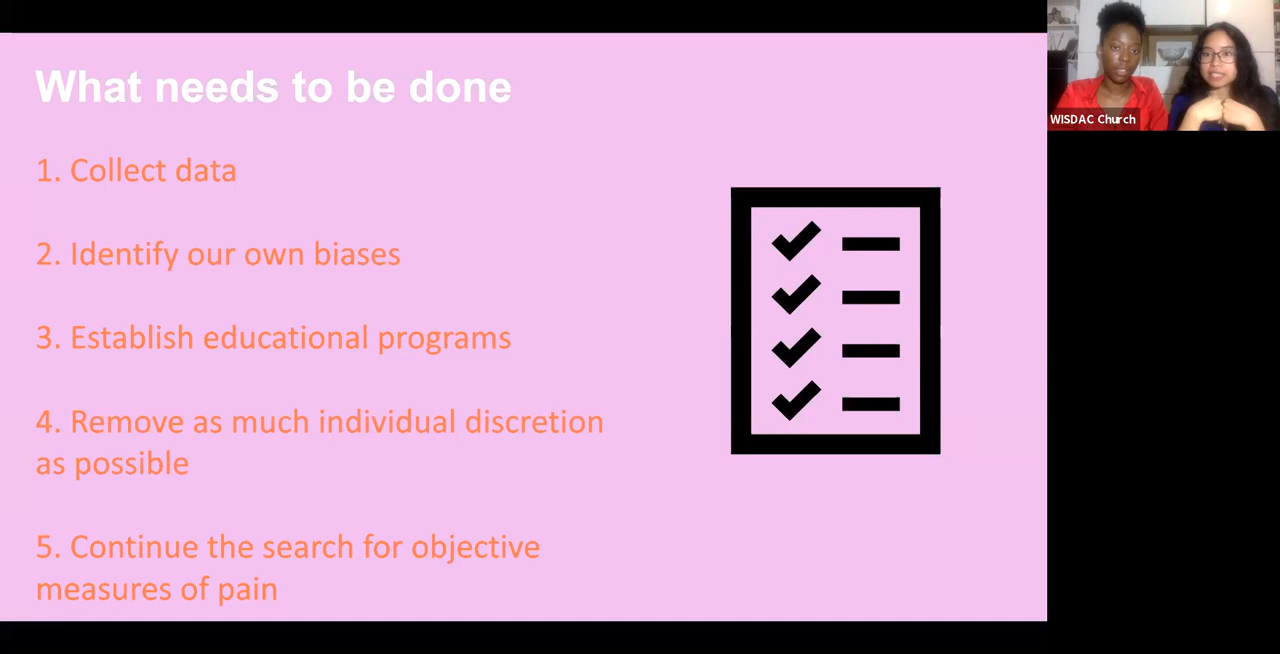 What needs to be done
1. Collect data
2. Identify our own biases
3. Establish educational programs
4. Remove as much individual discretion
as possible
5. Continue the search for objective
measures of pain
WISDAC Church